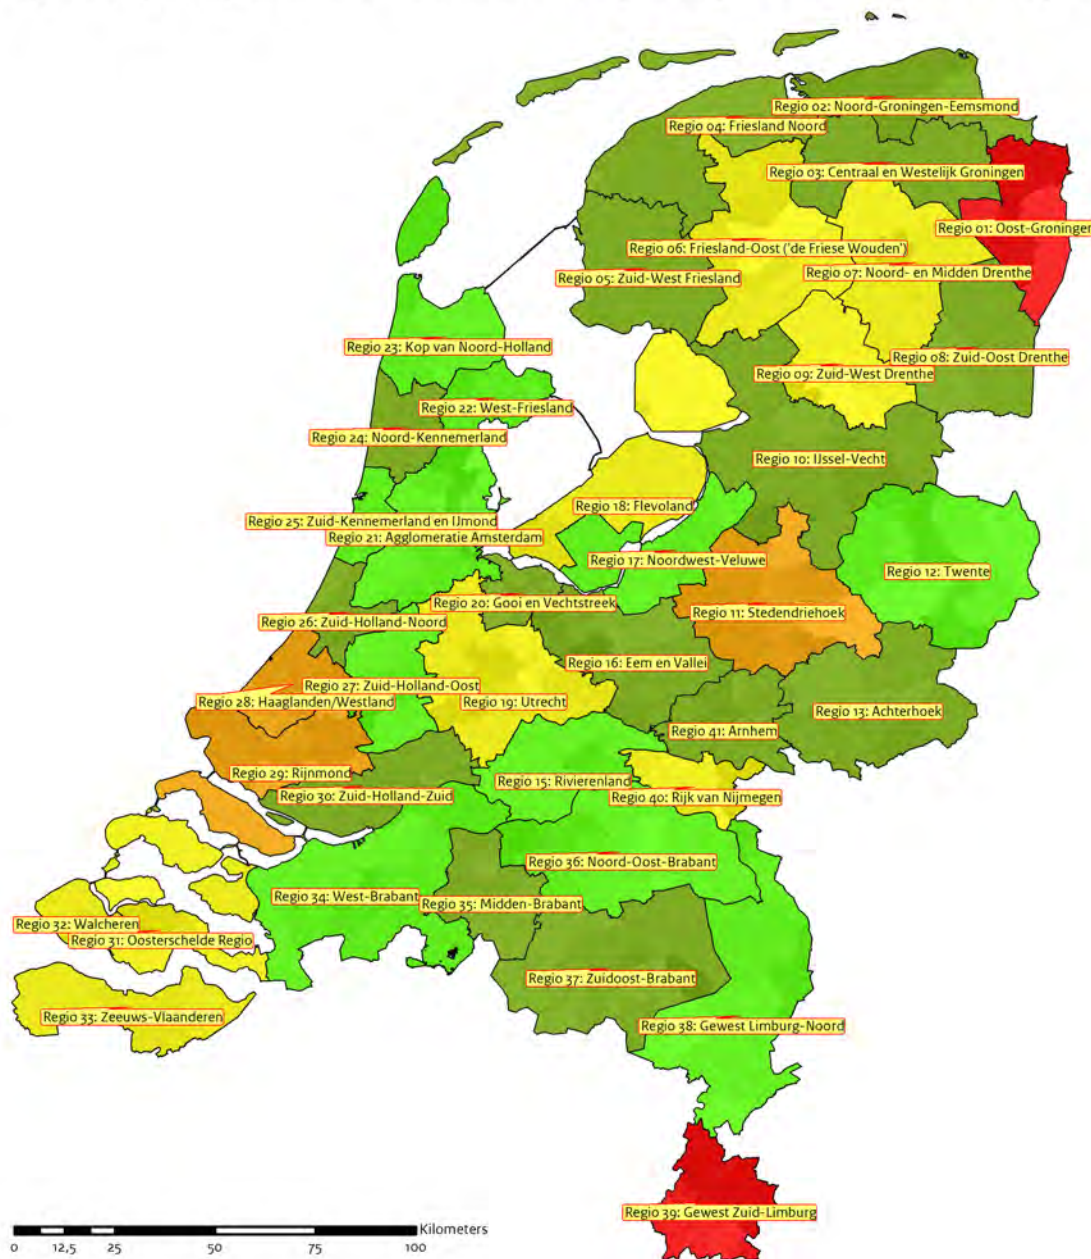 Regio 02: Noord-Groningen-Eemsmond
Regio 04: Friesland Noord
Regio 03: Centraal en Westelijk Groningen
Regio 01: Oost-Groningen
Regio 06: Friesland-Oost ('de Friese Wouden')
Regio 05: Zuid-West Friesland
Regio 07: Noord- en Midden Drenthe
Regio 23: Kop van Noord-Holland
Regio 08: Zuid-Oost Drenthe
Regio 09: Zuid-West Drenthe
Regio 22: West-Friesland
Regio 24: Noord-Kennemerland
Regio 10: IJssel-Vecht
Regio 18: Flevoland
Regio 25: Zuid-Kennemerland en IJmond
Regio 21: Agglomeratie Amsterdam
Regio 17: Noordwest-Veluwe
Regio 12: Twente
Regio 20: Gooi en Vechtstreek
Regio 11: Stedendriehoek
Regio 26: Zuid-Holland-Noord
Regio 16: Eem en Vallei
Regio 27: Zuid-Holland-Oost
Regio 28: Haaglanden/Westland
Regio 19: Utrecht
Regio 13: Achterhoek
Regio 41: Arnhem
Regio 29: Rijnmond
Regio 15: Rivierenland
Regio 30: Zuid-Holland-Zuid
Regio 40: Rijk van Nijmegen
Regio 36: Noord-Oost-Brabant
Regio 34: West-Brabant
Regio 35: Midden-Brabant
Regio 32: Walcheren
Regio 31: Oosterschelde Regio
Regio 37: Zuidoost-Brabant
Regio 33: Zeeuws-Vlaanderen
Regio 38: Gewest Limburg-Noord
Regio 39: Gewest Zuid-Limburg
Kilometers
0 12,5 25 50 75 100